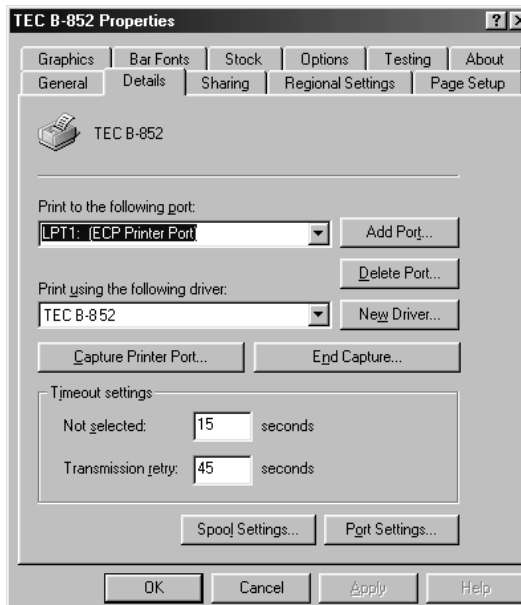 TEC B-852 Properties
Graphics Bar Fonts Stock Options Testing About
General Details Sharing Regional Settings Page Setup
TEC B-852
Print to the following port:
LPT1: (ECP Printer Port) Add Port...
Delete Port...
Print using the following driver:
TEC B-852 New Driver...
Capture Printer Port... End Capture...
Timeout settings
Not selected: 15 seconds
Transmission retry: 45 seconds
Spool Settings... Port Settings...
OK Cancel Apply Help